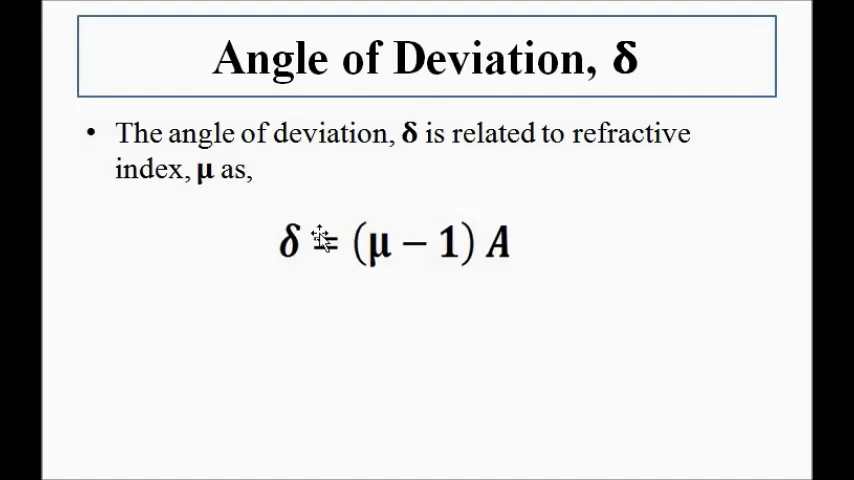 Angle of Deviation, δ
• The angle of deviation, δ is related to refractive
index, μ as,
δ = (μ − 1) A